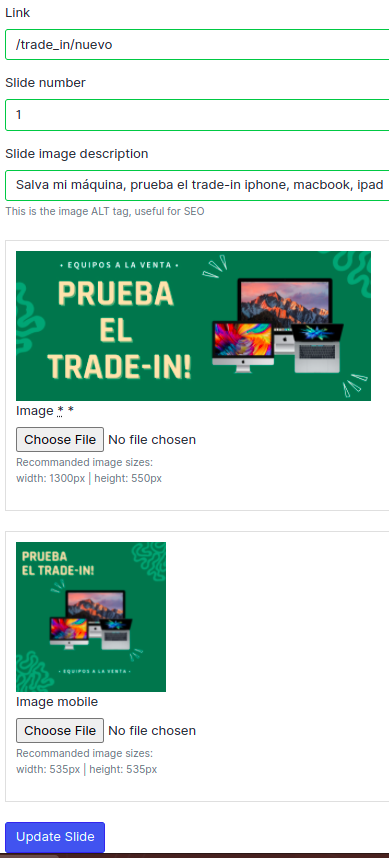 Link
/trade_in/nuevo
Slide number
1
Slide image description
Salva mi máquina, prueba el trade-in iphone, macbook, ipad
This is the image ALT tag, useful for SEO
• EQUIPOS A LA VENTA •
PRUEBA
EL
TRADE-IN!
Image * *
Choose File No file chosen
Recommanded image sizes:
width: 1300px | height: 550px
PRUEBA
EL TRADE-IN!
• EQUIPOS A LA VENTA •
Image mobile
Choose File No file chosen
Recommanded image sizes:
width: 535px | height: 535px
Update Slide